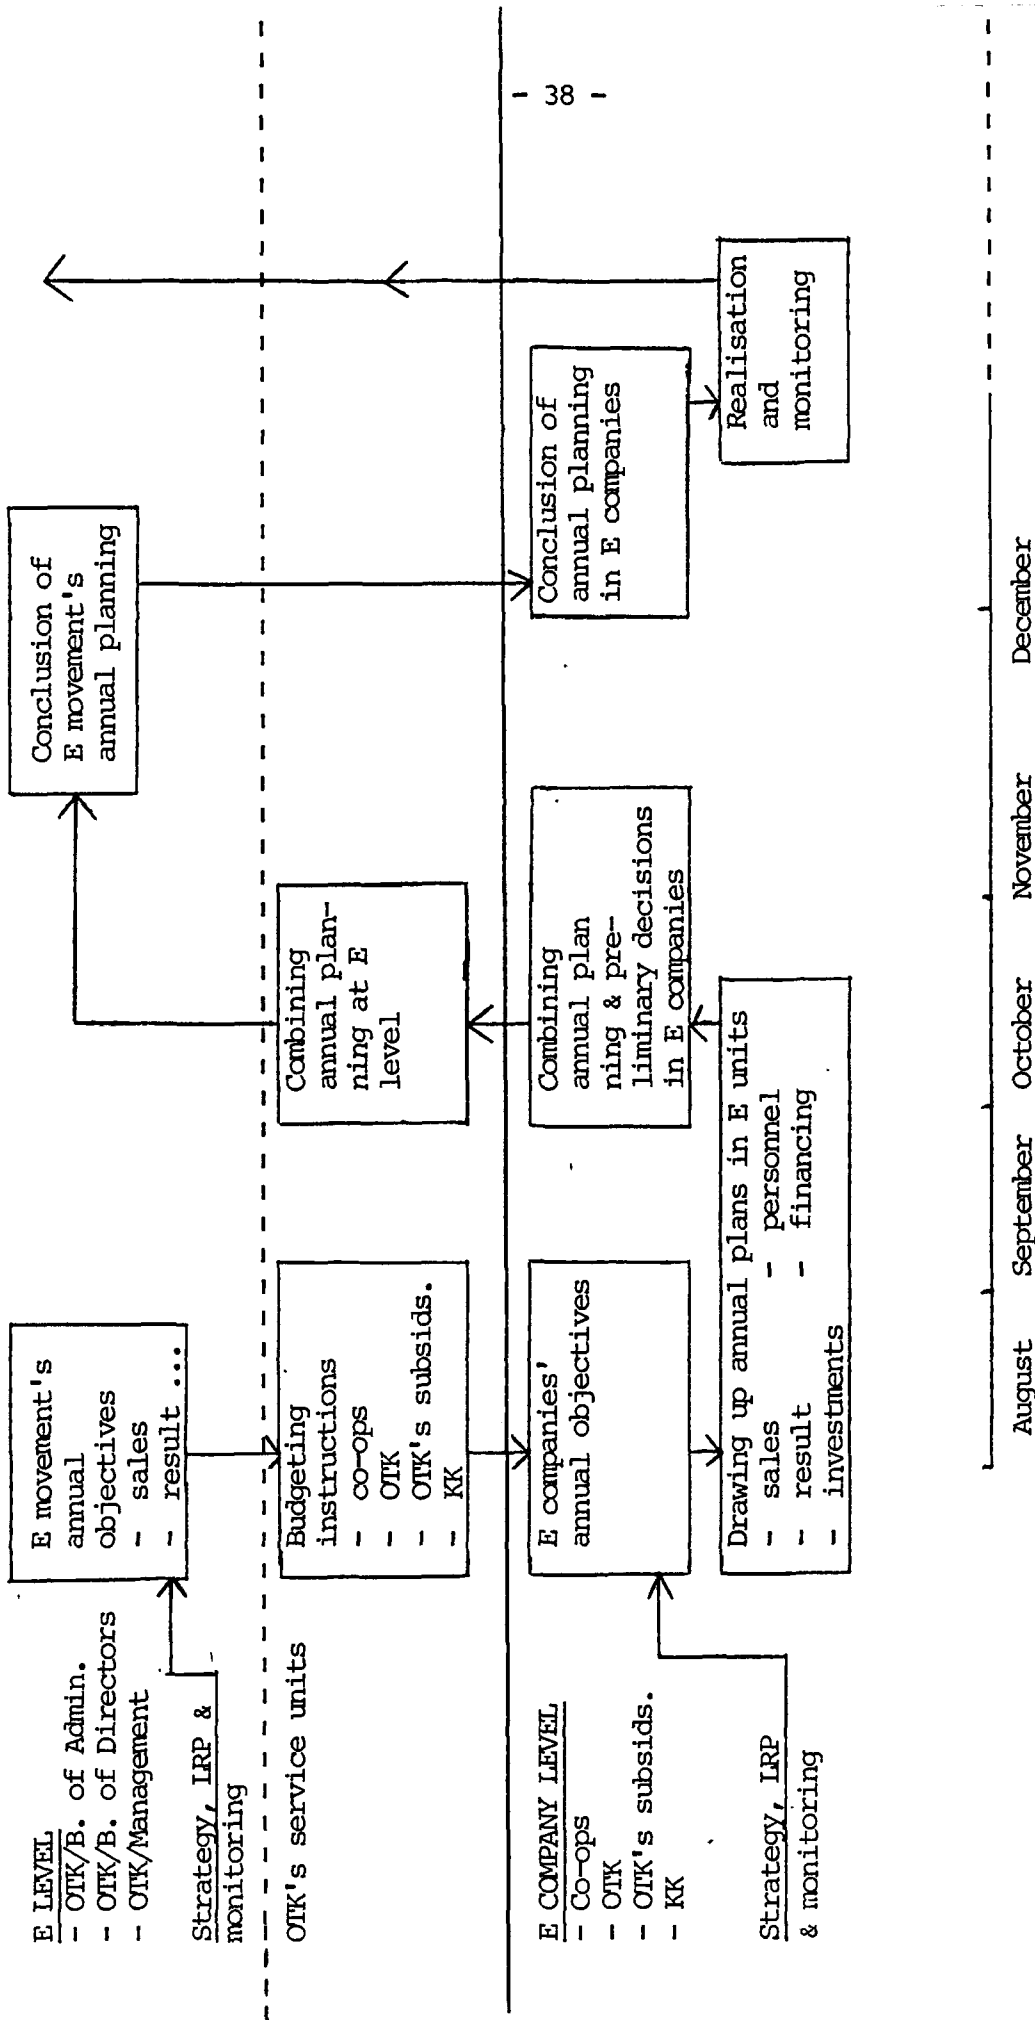 - 38 -
E LEVEL
- OTK/B. of Admin.
- OTK/B. of Directors
- OTK/Management
Strategy, LRP &
monitoring
E movement's
annual
objectives
- sales
- result ...
Conclusion of
E movement's
annual planning
OTK's service units
Budgeting
instructions
- co-ops
- OTK
- OTK's subsids.
- KK
Combining
annual plan-
ning at E
level
E COMPANY LEVEL
- Co-ops
- OTK
- OTK's subsids.
- KK
Strategy, LRP
& monitoring
E companies'
annual objectives
Combining
annual plan
ning & pre-
liminary decisions
in E companies
Conclusion of
annual planning
in E companies
Drawing up annual plans in E units
- sales - personnel
- result - financing
- investments
Realisation
and
monitoring
August September October November December